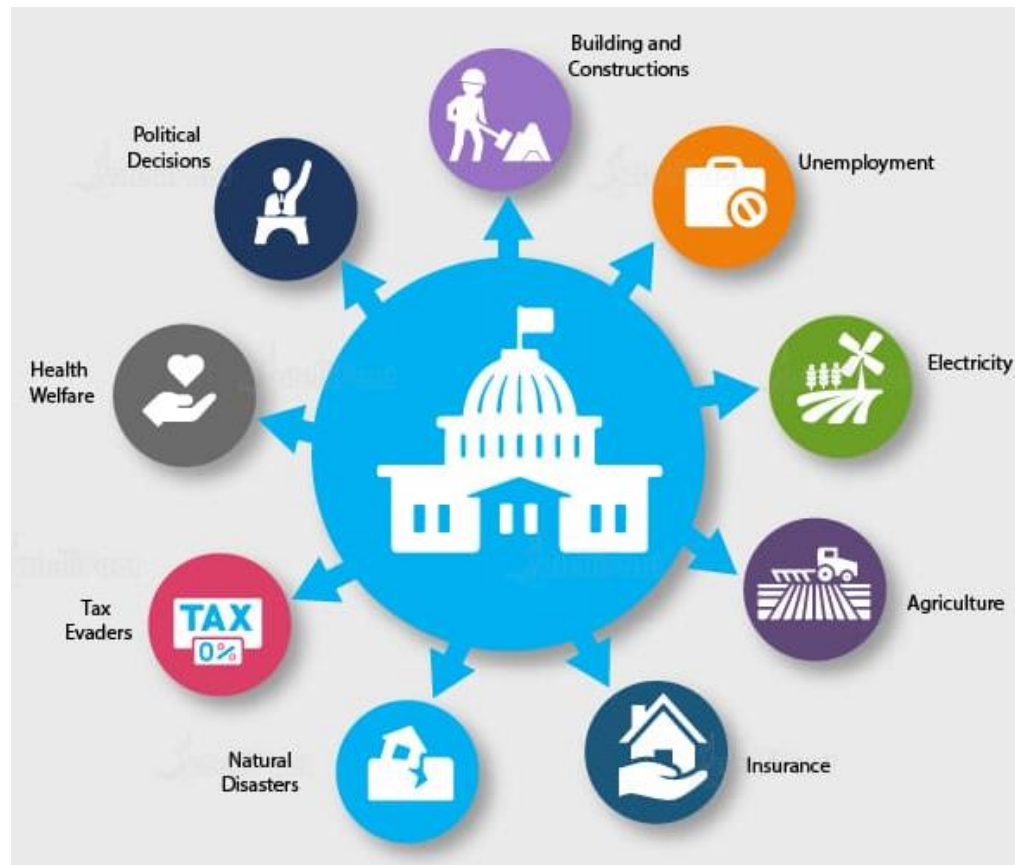 Building and
Constructions
Political
Decisions
Unemployment
Health
Welfare
Electricity
Tax
Evaders
TAX
0%
Agriculture
Natural
Disasters
Insurance